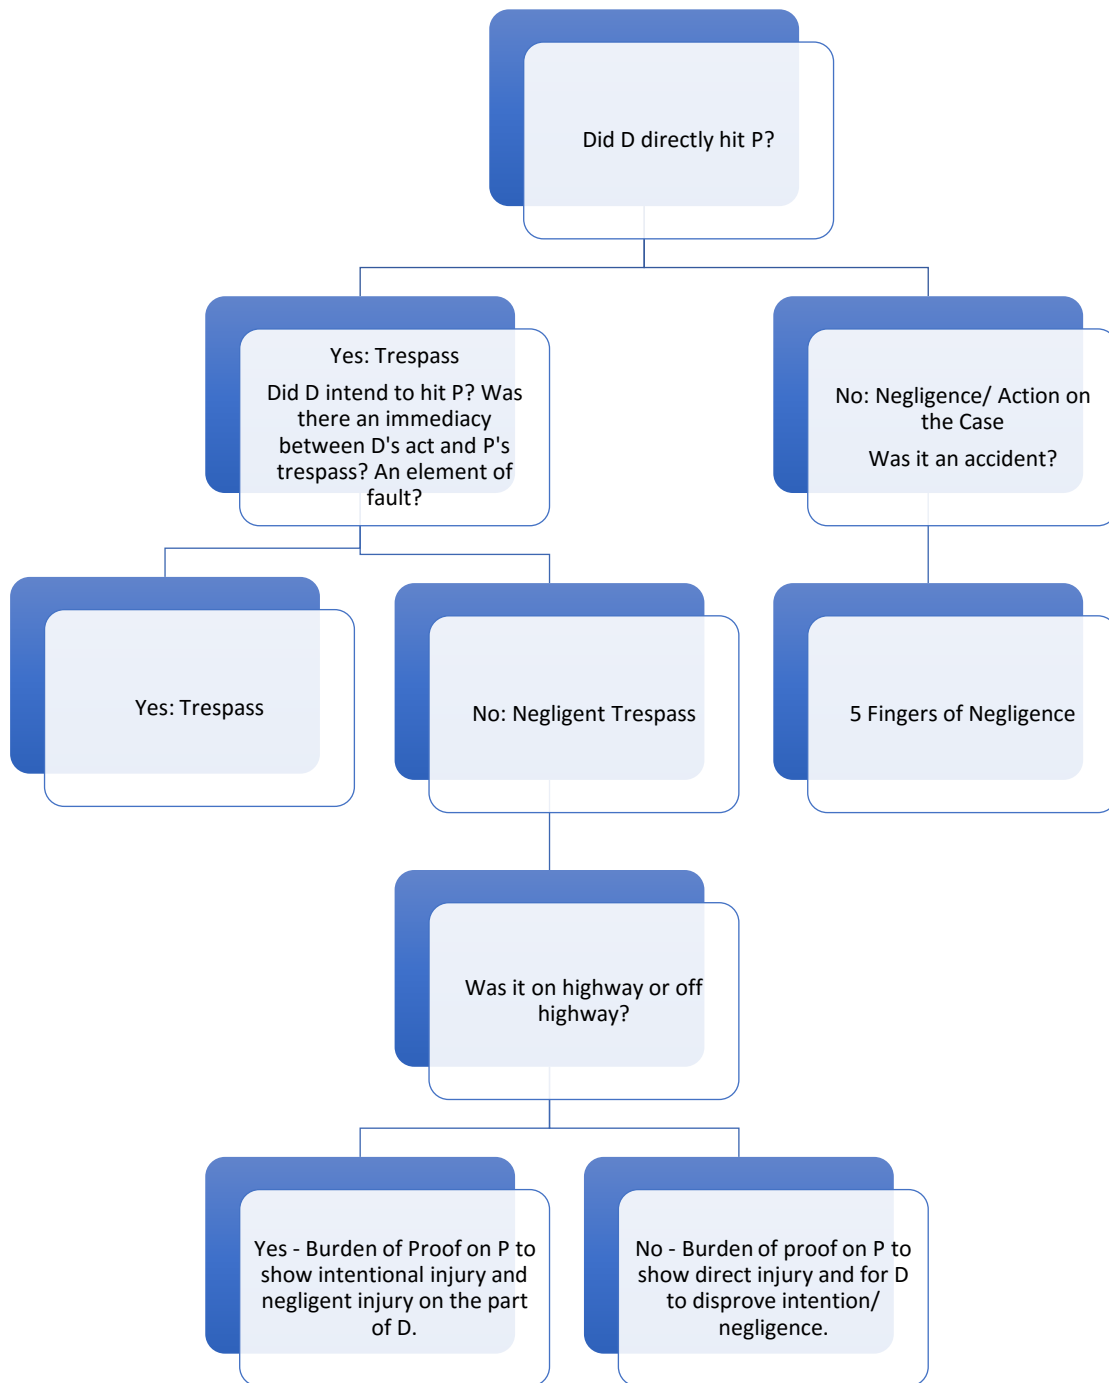 Did D directly hit P?
Yes: Trespass
Did D intend to hit P? Was
there an immediacy
between D's act and P's
trespass? An element of
fault?
No: Negligence/ Action on
the Case
Was it an accident?
Yes: Trespass
No: Negligent Trespass
5 Fingers of Negligence
Was it on highway or off
highway?
Yes - Burden of Proof on P to
show intentional injury and
negligent injury on the part
of D.
No - Burden of proof on P to
show direct injury and for D
to disprove intention/
negligence.